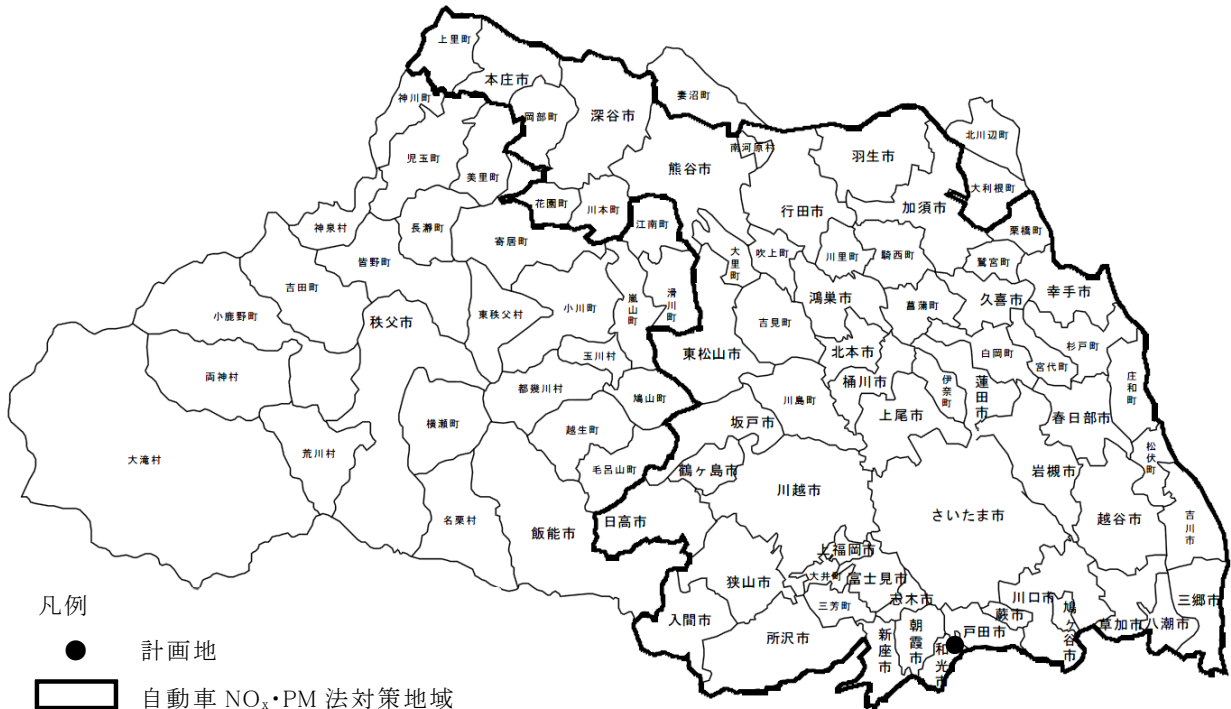 上里町
本庄市
神川町
岡部町
深谷市
妻沼町
児玉町
美里町
熊谷市
南河原村
羽生市
北川辺町
大利根町
花園町
川本町
江南町
行田市
加須市
栗橋町
神泉村
長瀞町
寄居町
大里町
吹上町
川里町
騎西町
鷲宮町
皆野町
吉田町
小鹿野町
秩父市
東秩父村
小川町
嵐山町
滑川町
吉見町
鴻巣市
菖蒲町
久喜市
幸手市
両神村
玉川村
都幾川村
東松山市
北本市
桶川市
伊奈町
白岡町
蓮田市
宮代町
杉戸町
庄和町
横瀬町
越生町
鳩山町
川島町
坂戸市
上尾市
春日部市
大滝村
荒川村
毛呂山町
鶴ヶ島市
川越市
岩槻市
松伏町
名栗村
飯能市
日高市
さいたま市
越谷市
吉川市
上福岡市
狭山市
大井町
富士見市
入間市
三芳町
志木市
所沢市
新座市
朝霞市
和光市
戸田市
蕨市
川口市
鳩ヶ谷市
草加市
八潮市
三郷市
凡例
計画地
自動車 NOx・PM 法対策地域